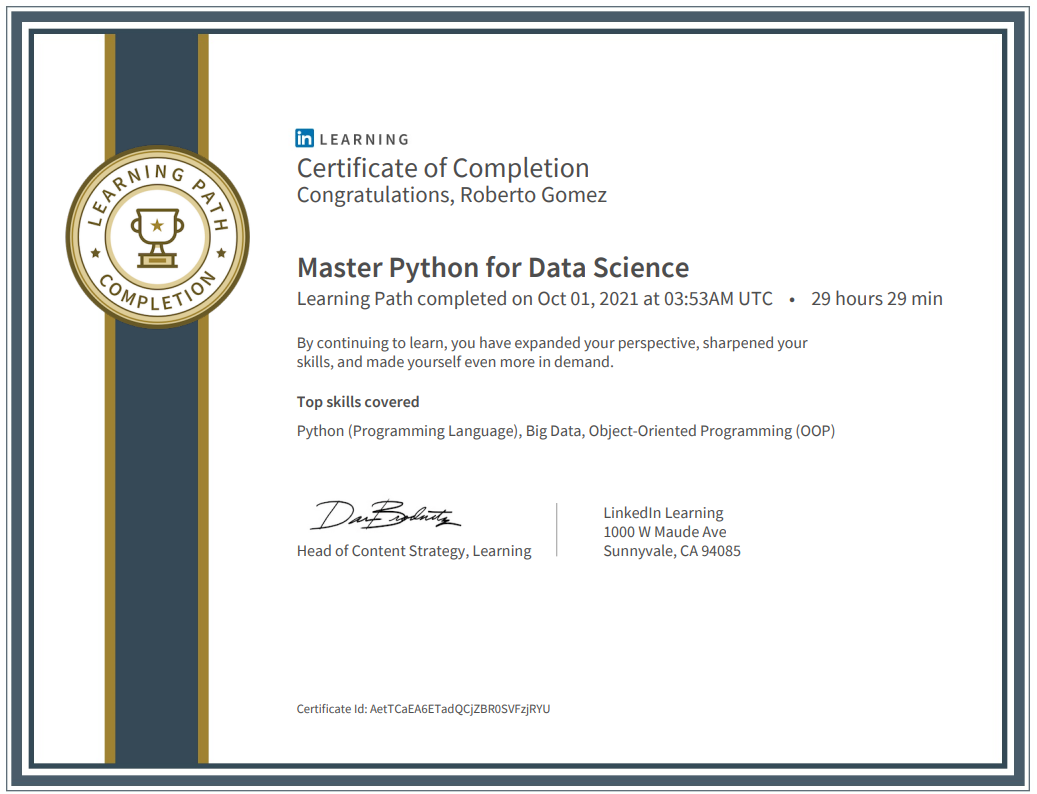 LEARNING PATH
COMPLETION
in LEARNING
Certificate of Completion
Congratulations, Roberto Gomez
Master Python for Data Science
Learning Path completed on Oct 01, 2021 at 03:53AM UTC • 29 hours 29 min
By continuing to learn, you have expanded your perspective, sharpened your
skills, and made yourself even more in demand.
Top skills covered
Python (Programming Language), Big Data, Object-Oriented Programming (OOP)
Head of Content Strategy, Learning
LinkedIn Learning
1000 W Maude Ave
Sunnyvale, CA 94085
Certificate Id: AetTCaEA6ETadQCjZBR0SVFzjRYU